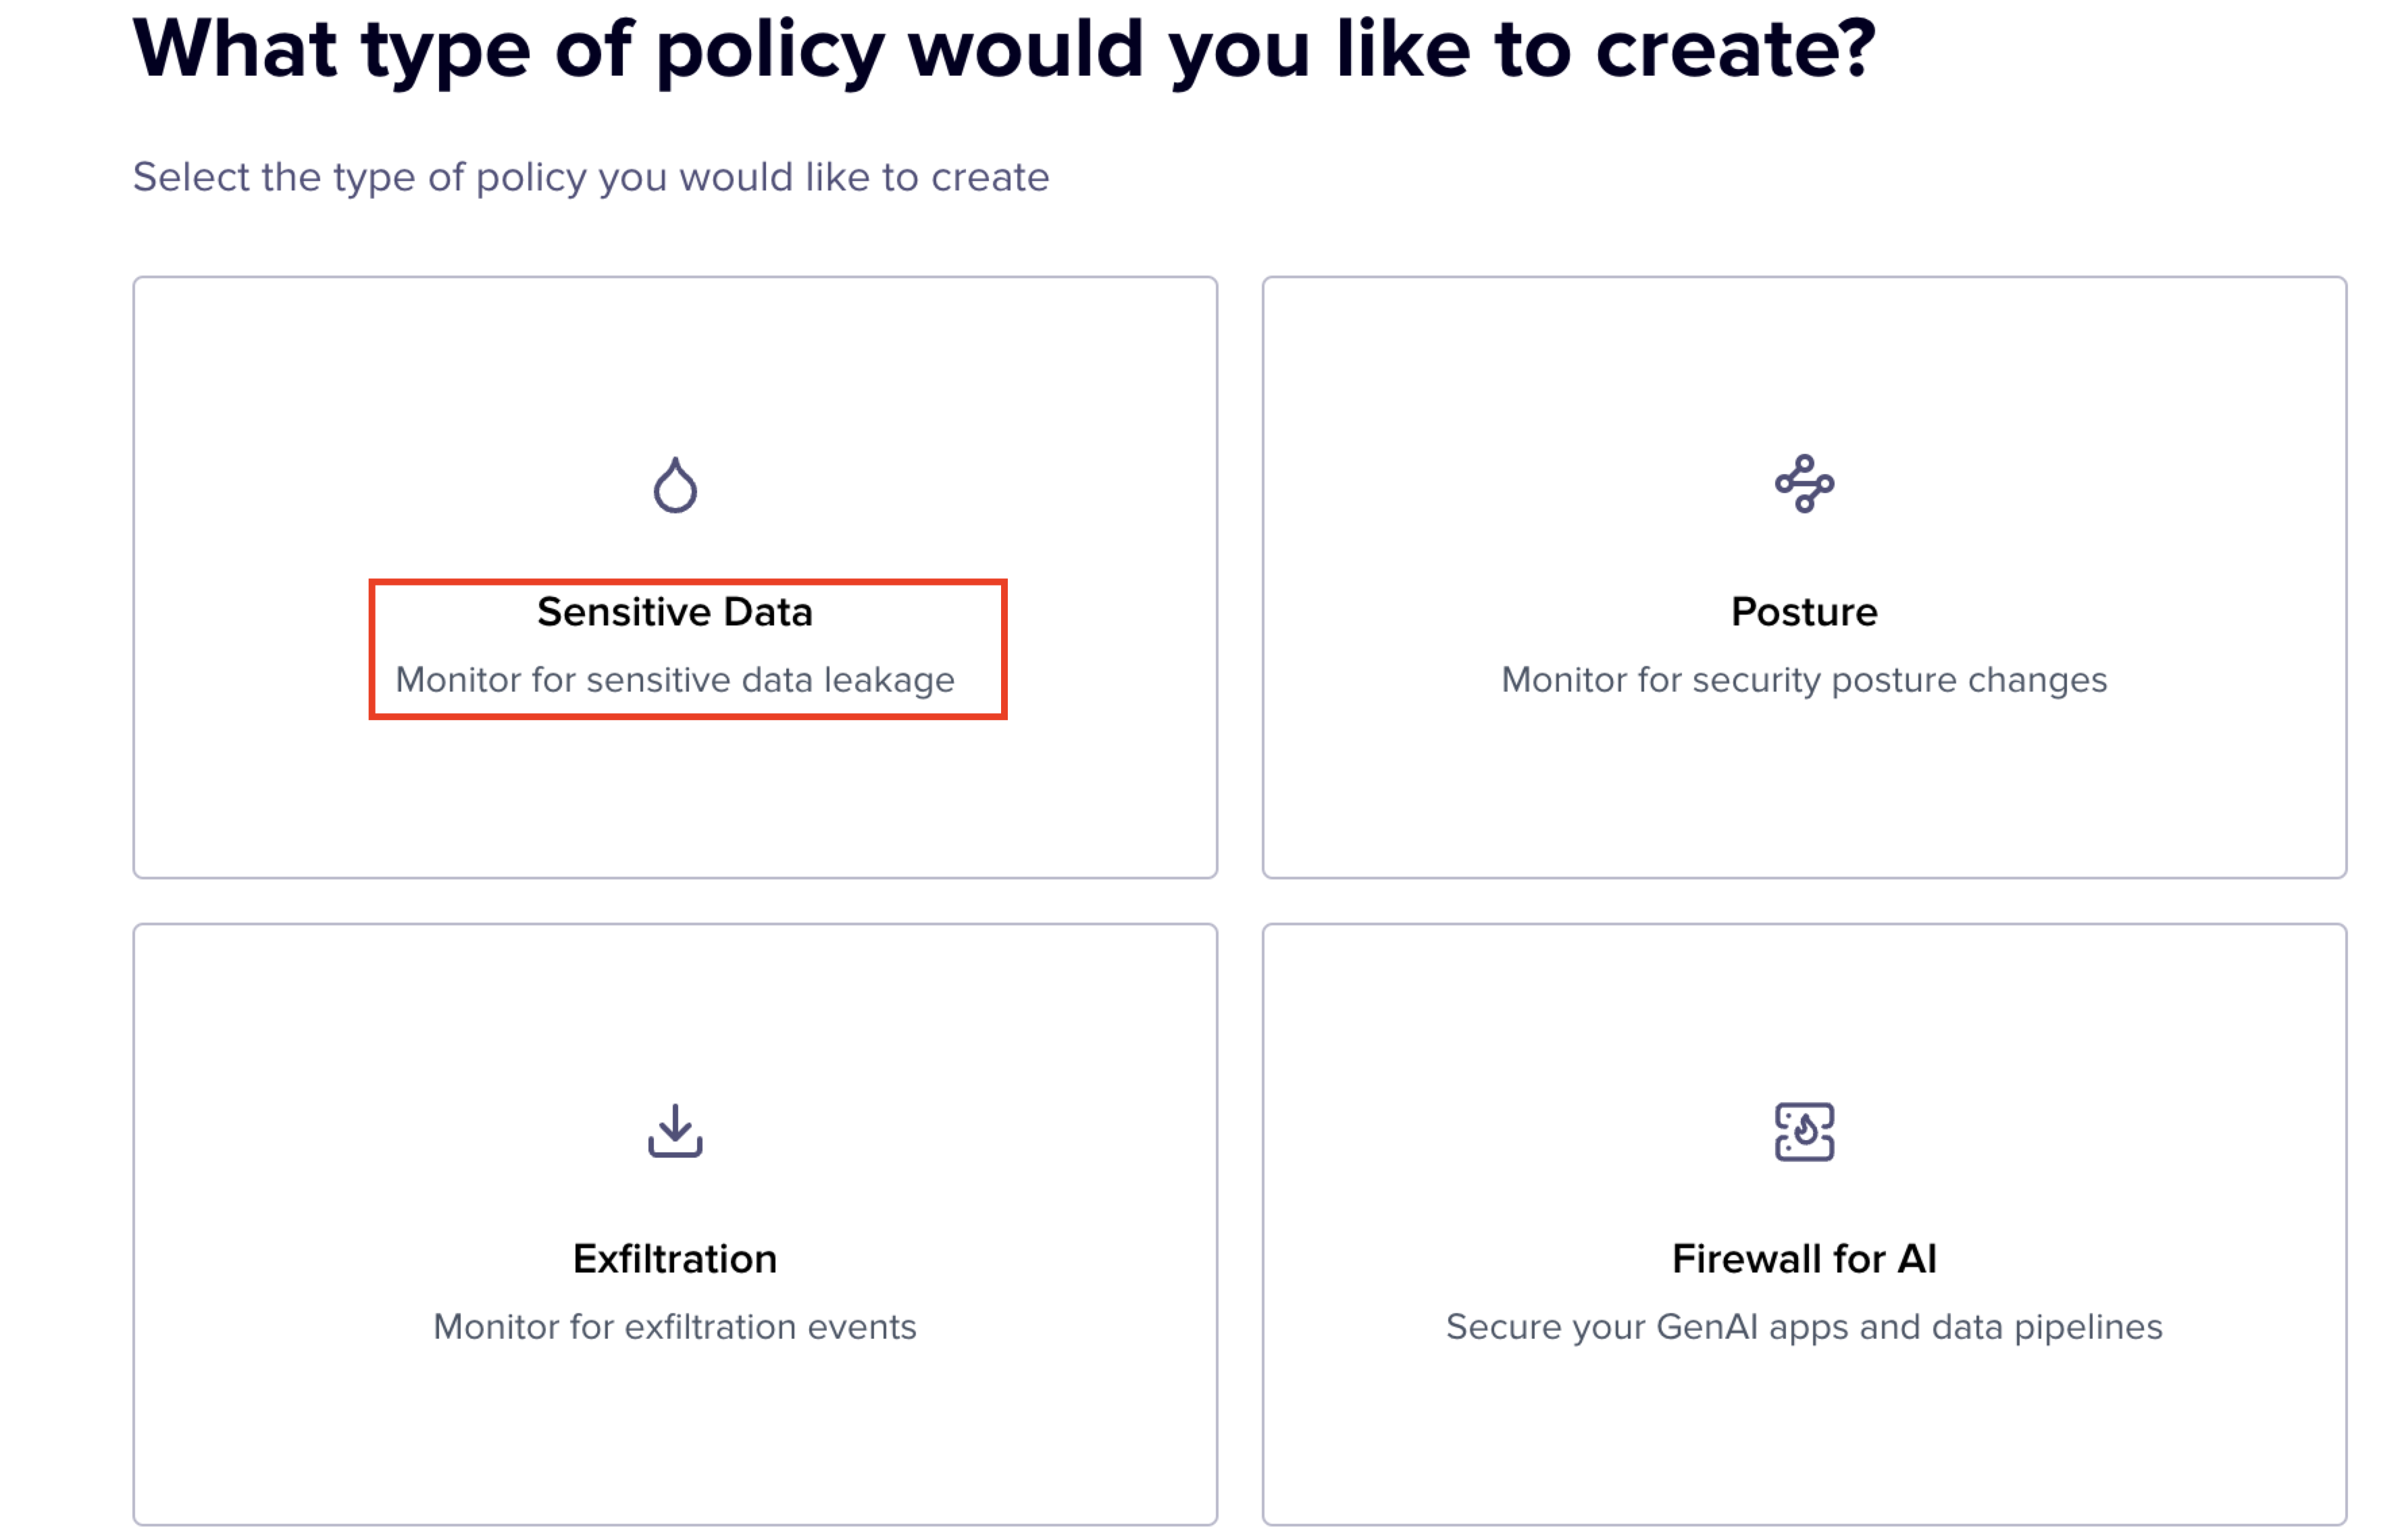 What type of policy would you like to create?
Select the type of policy you would like to create
Sensitive Data
Monitor for sensitive data leakage
Posture
Monitor for security posture changes
Exfiltration
Monitor for exfiltration events
Firewall for AI
Secure your GenAI apps and data pipelines